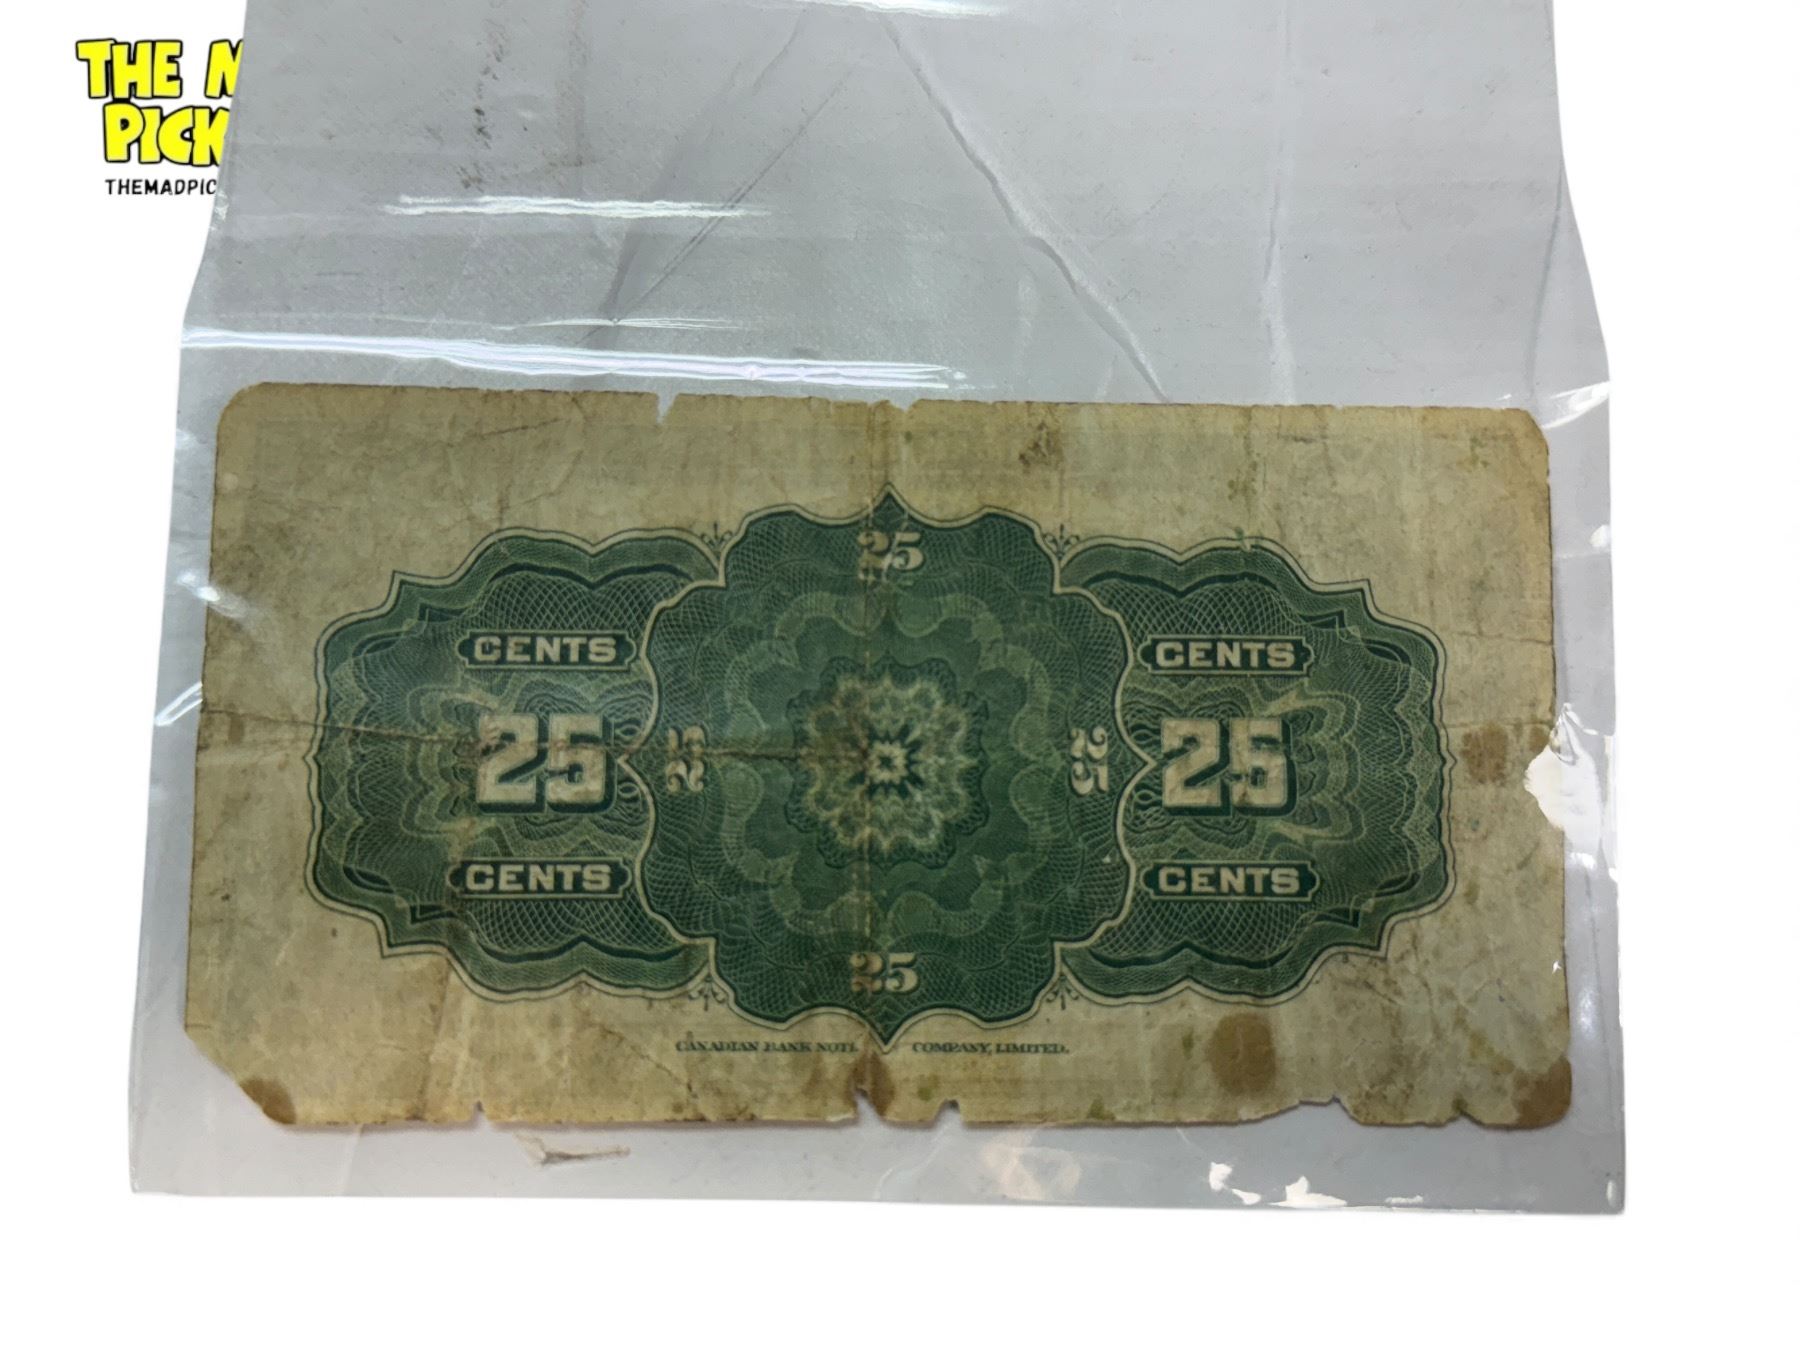 THE
PICK
THEMADPIC
25
CENTS CENTS
25 25 25 25
CENTS CENTS
25
CANADIAN BANK NOTE COMPANY, LIMITED.